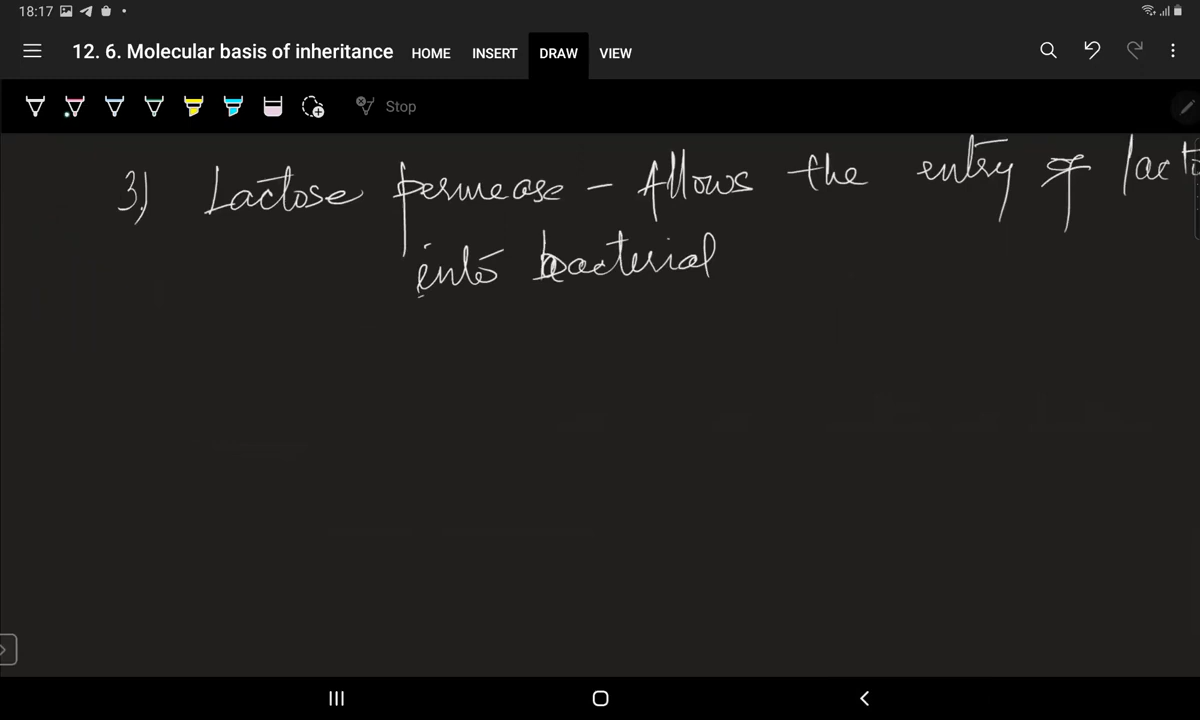 18:17
12. 6. Molecular basis of inheritance HOME INSERT DRAW VIEW
Stop
3) Lactose permease - Allows the entry of lacto
into bacterial